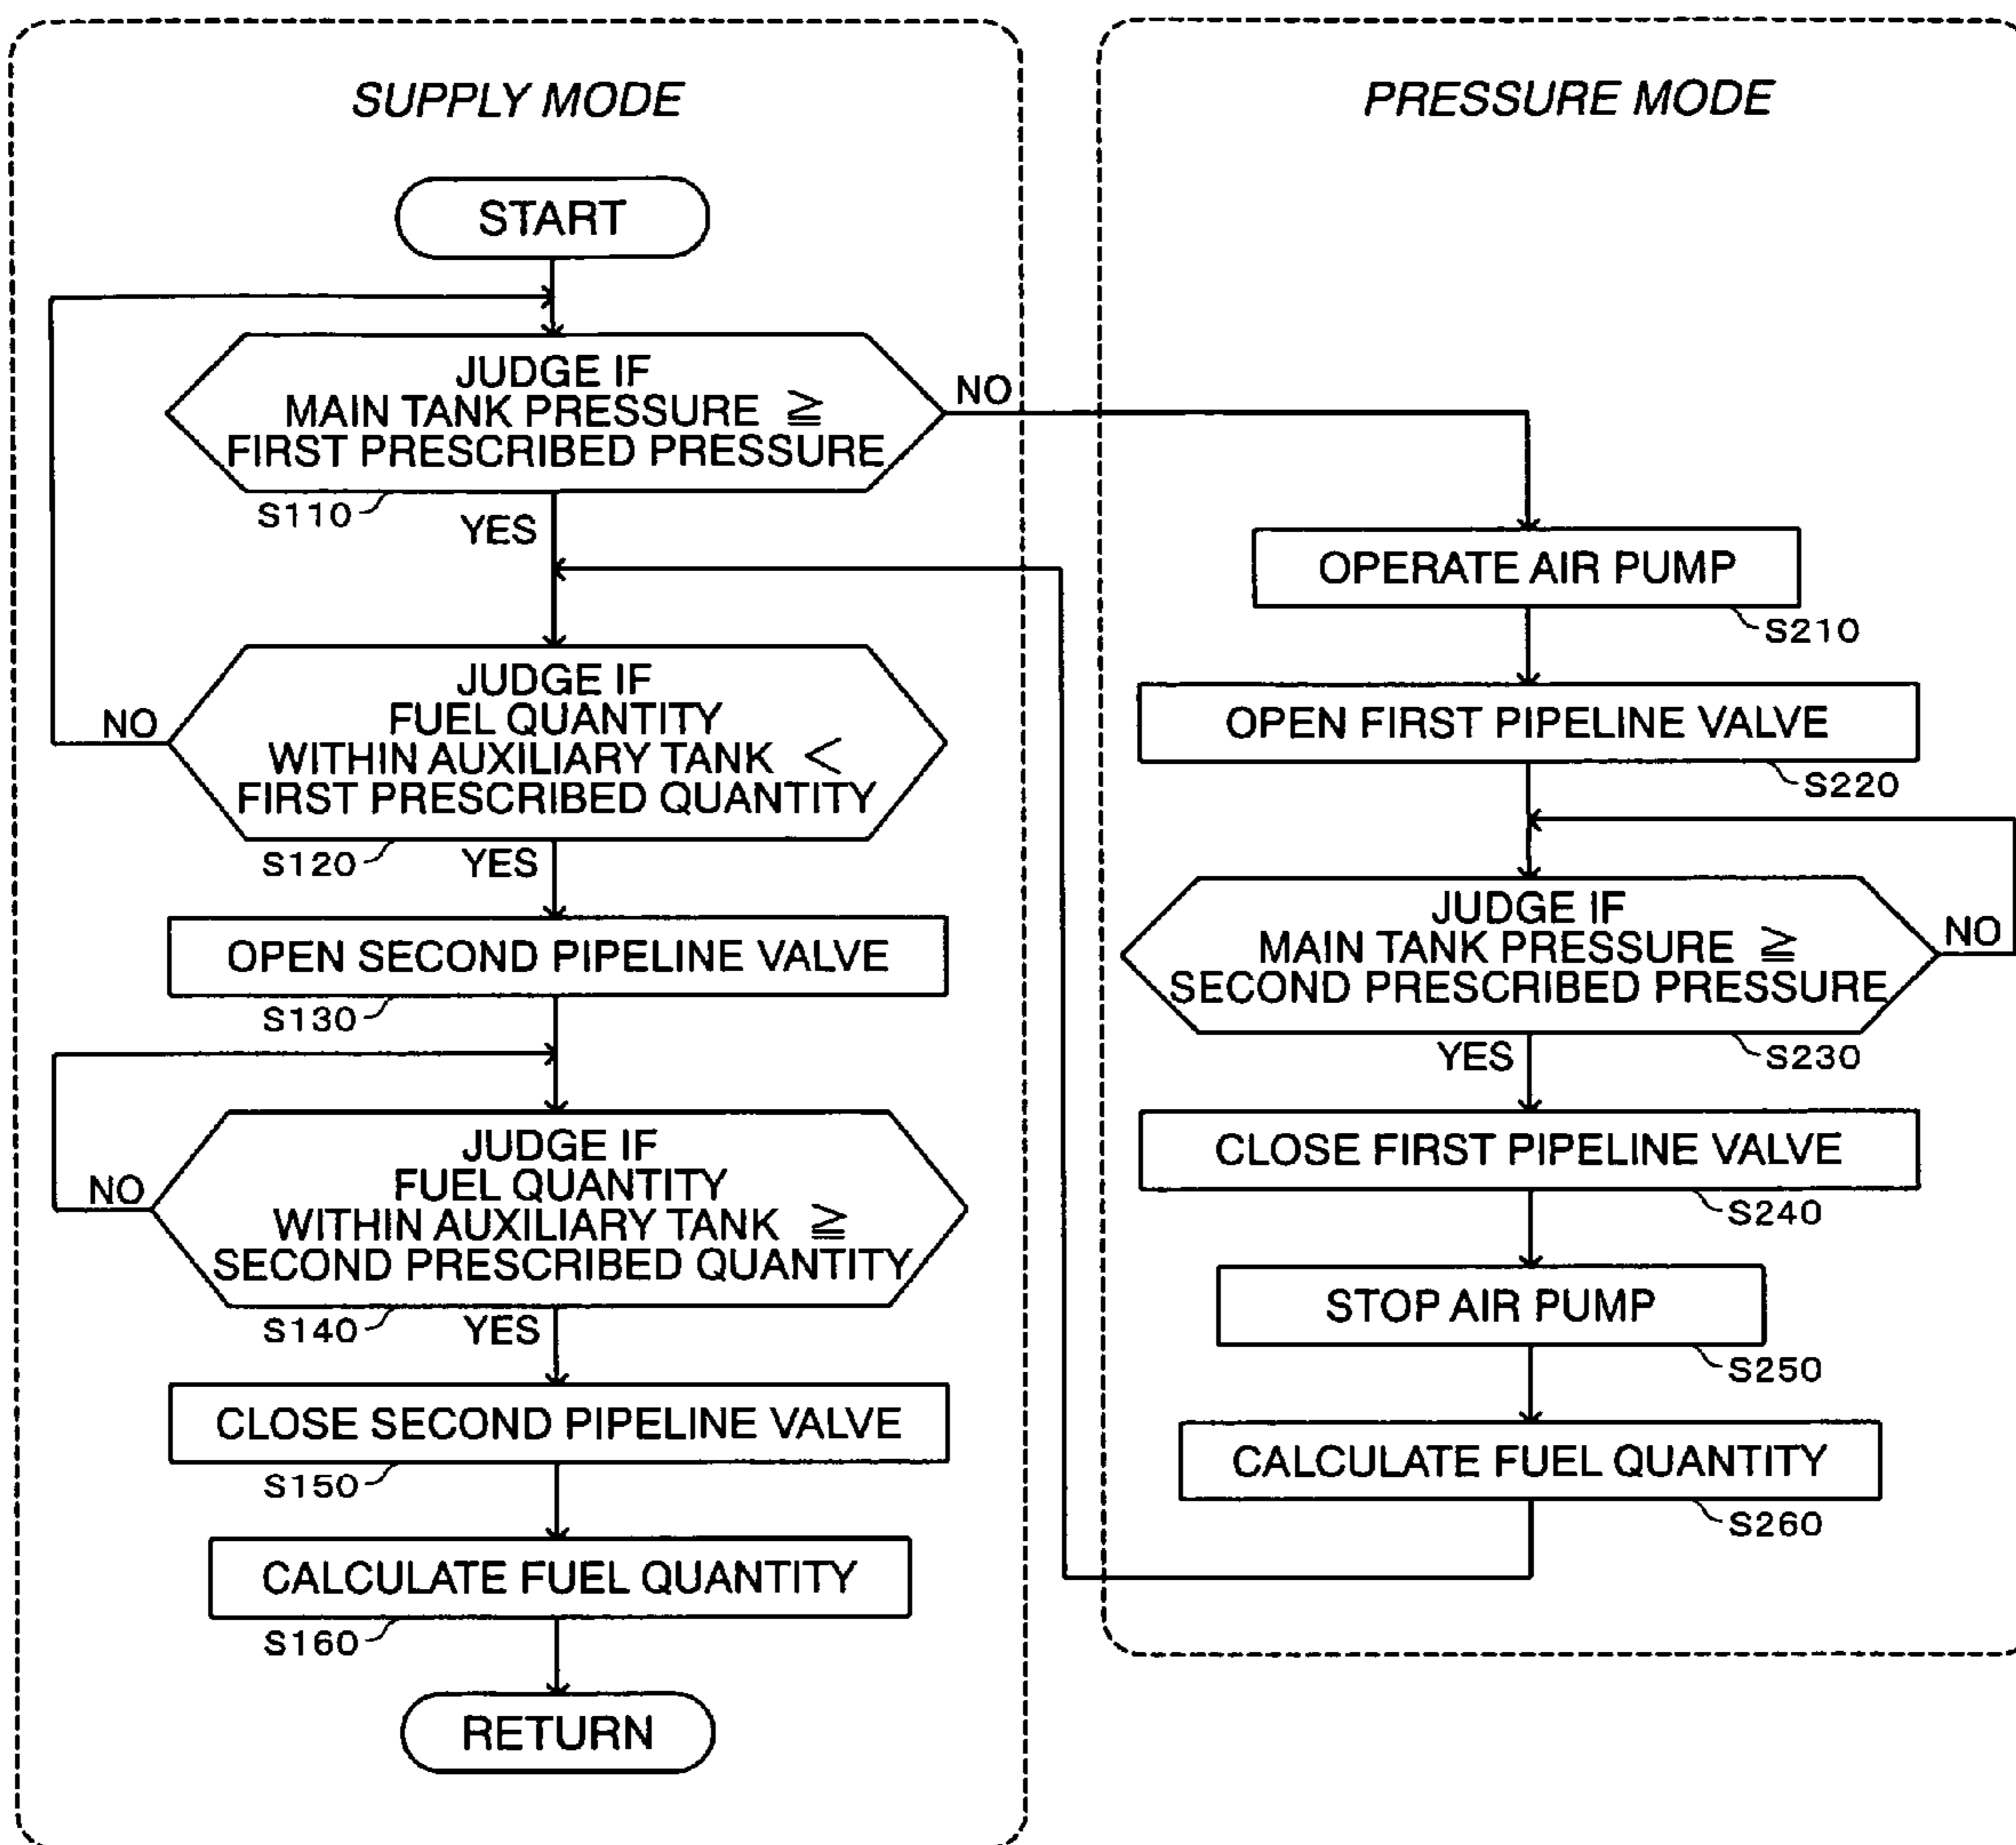 SUPPLY MODE
START
JUDGE IF
MAIN TANK PRESSURE ≧
FIRST PRESCRIBED PRESSURE
NO
S110
YES
JUDGE IF
FUEL QUANTITY
WITHIN AUXILIARY TANK <
FIRST PRESCRIBED QUANTITY
NO
S120
YES
OPEN SECOND PIPELINE VALVE
S130
JUDGE IF
FUEL QUANTITY
WITHIN AUXILIARY TANK ≧
SECOND PRESCRIBED QUANTITY
NO
S140
YES
CLOSE SECOND PIPELINE VALVE
S150
CALCULATE FUEL QUANTITY
S160
RETURN
PRESSURE MODE
OPERATE AIR PUMP
S210
OPEN FIRST PIPELINE VALVE
S220
JUDGE IF
MAIN TANK PRESSURE ≧
SECOND PRESCRIBED PRESSURE
NO
YES
S230
CLOSE FIRST PIPELINE VALVE
S240
STOP AIR PUMP
S250
CALCULATE FUEL QUANTITY
S260